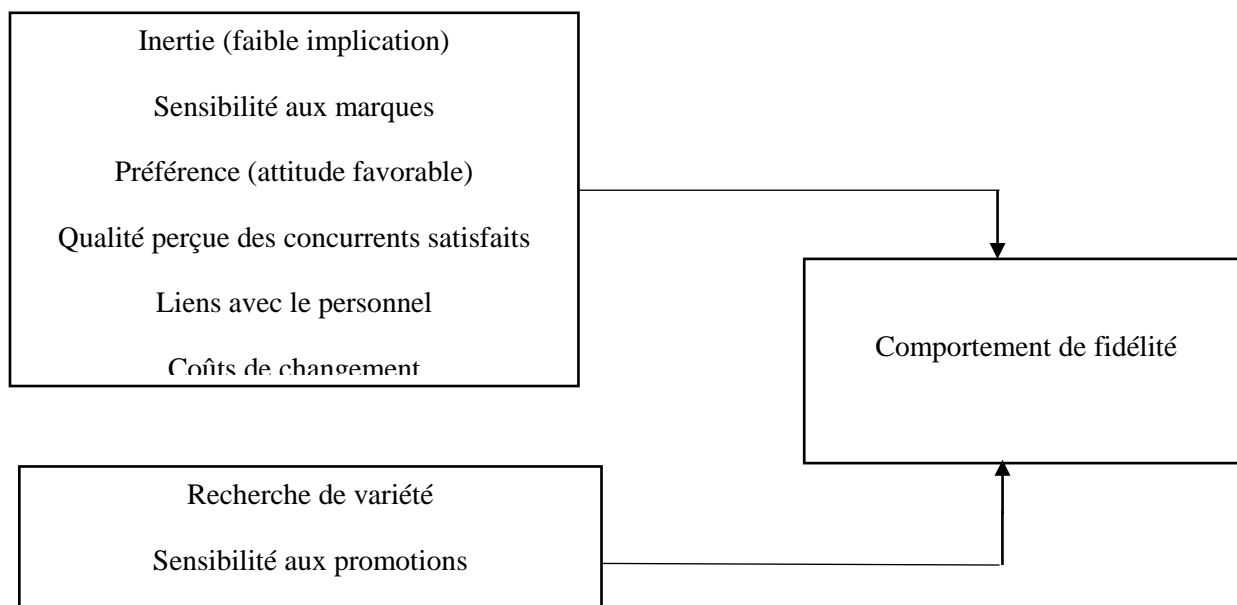 Inertie (faible implication)
Sensibilité aux marques
Préférence (attitude favorable)
Qualité perçue des concurrents satisfaits
Liens avec le personnel
Coûts de changement
Comportement de fidélité
Recherche de variété
Sensibilité aux promotions